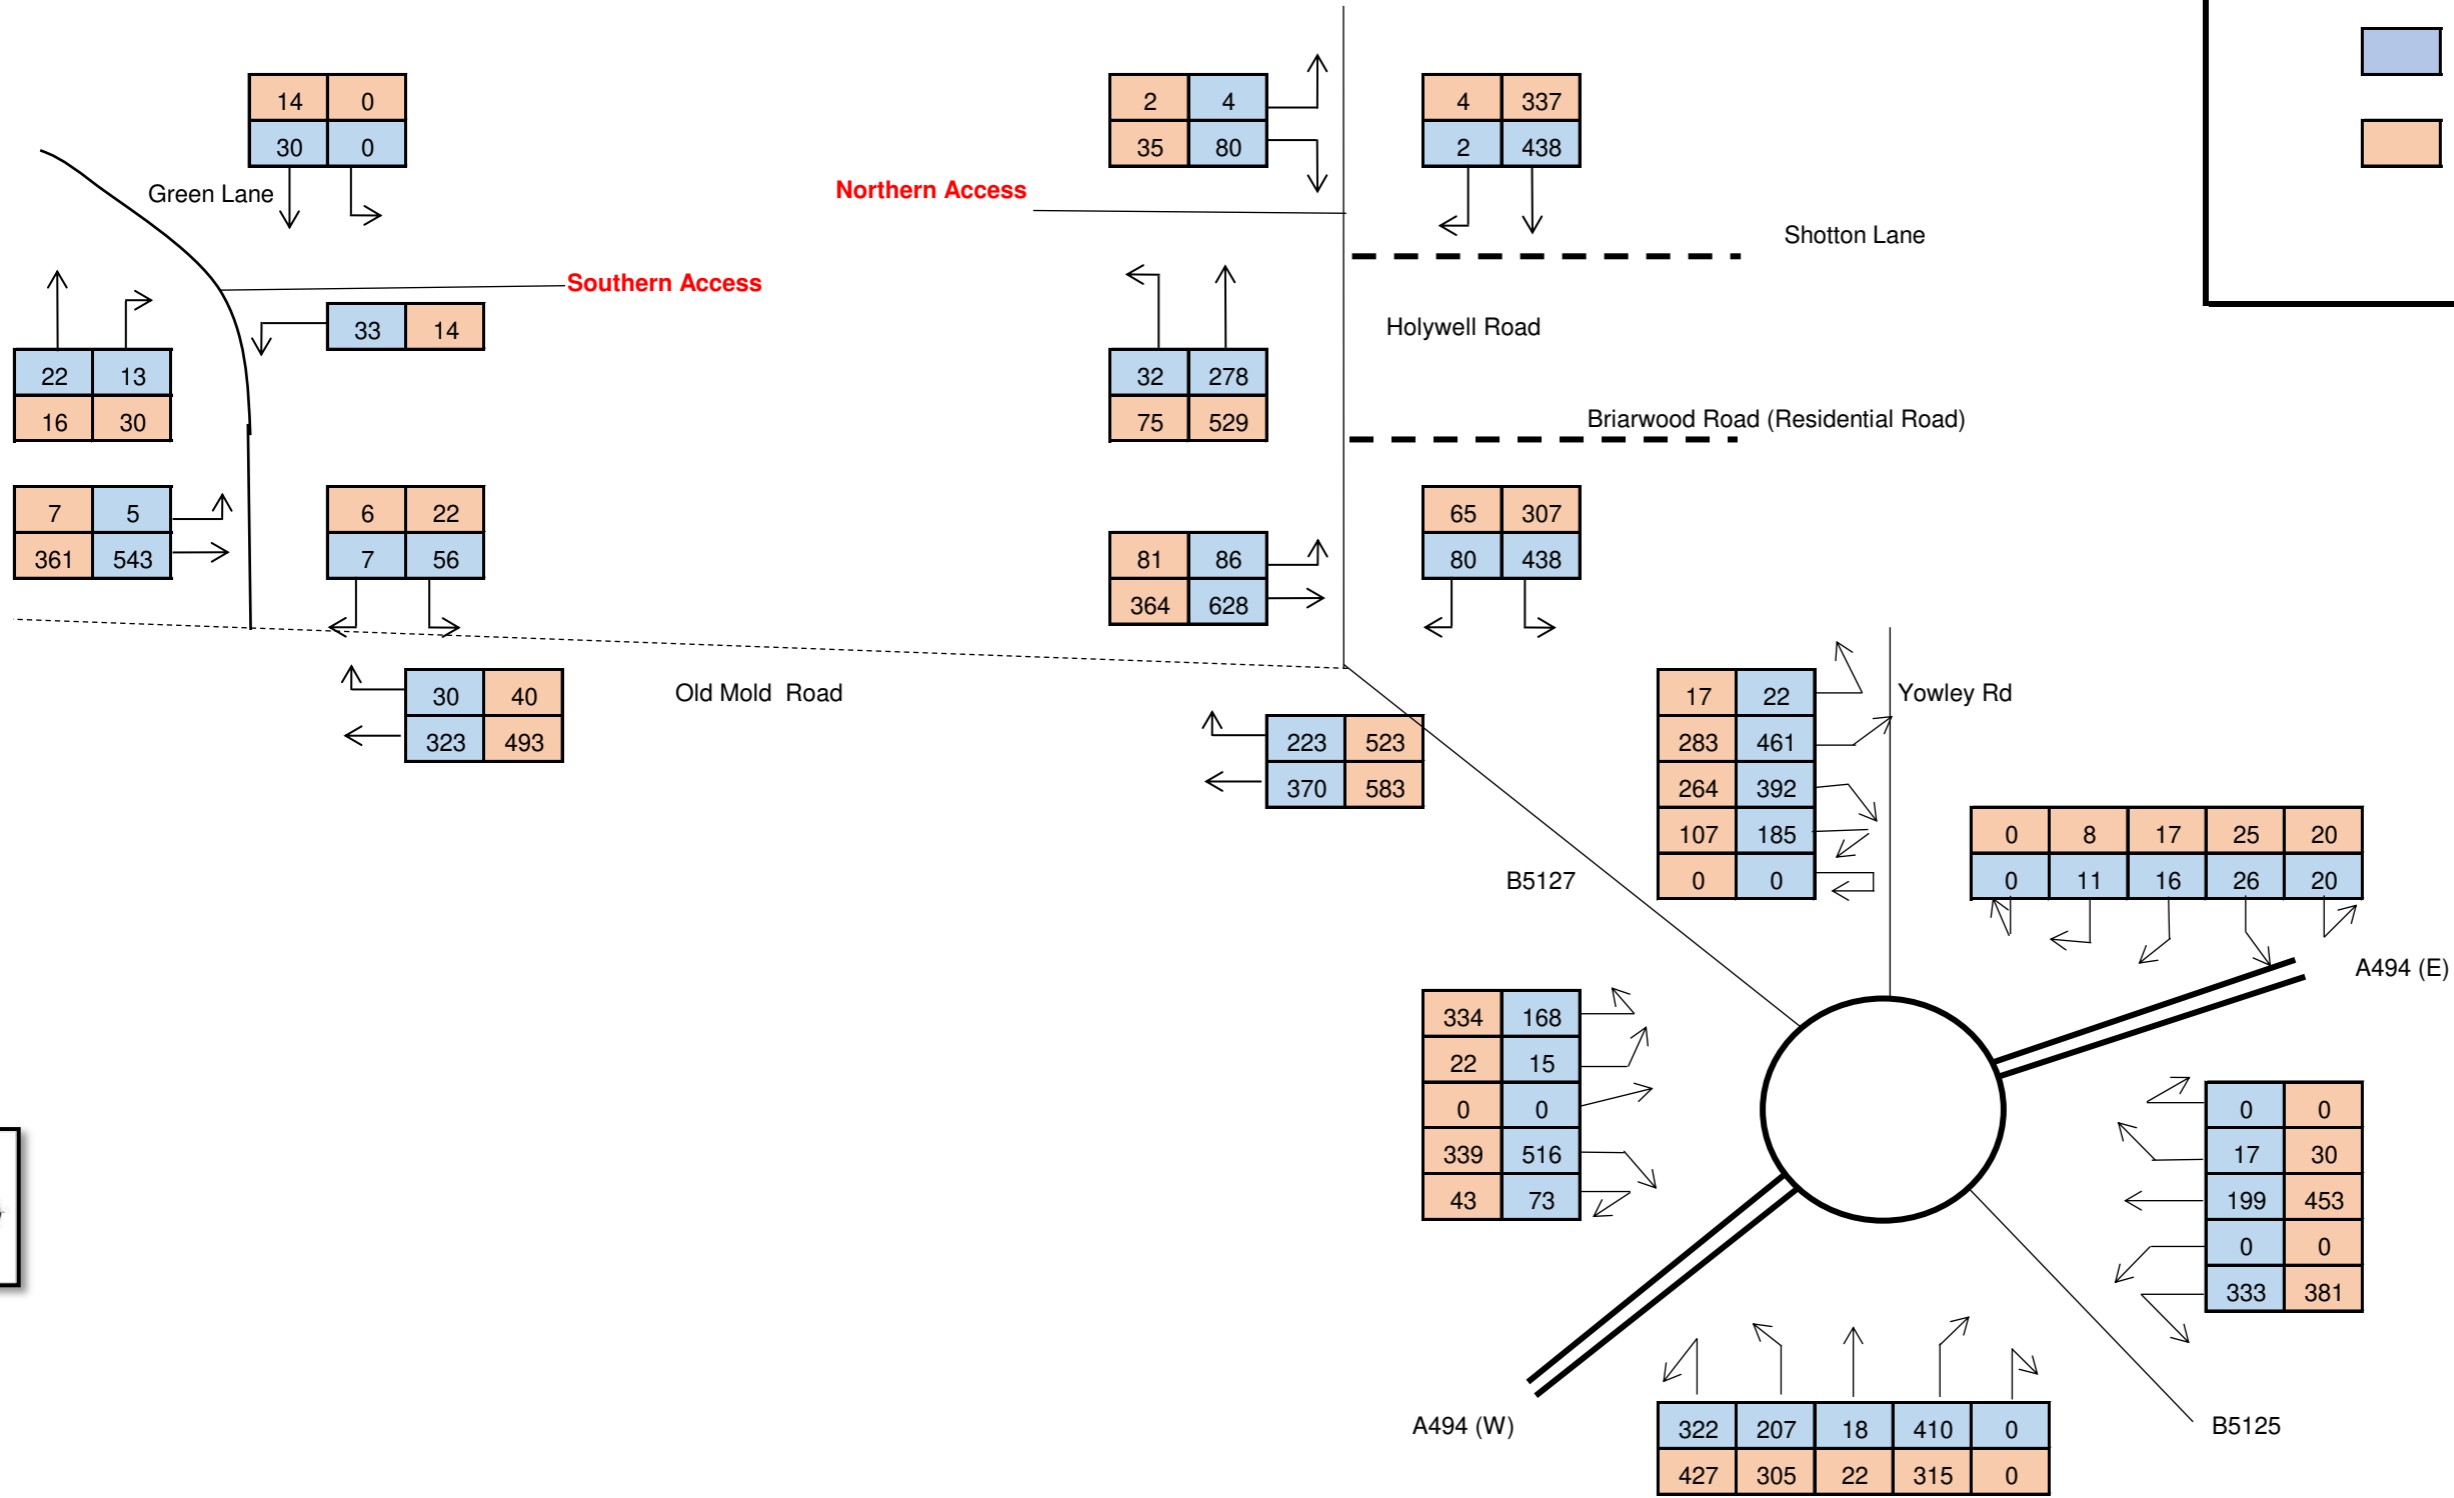 14 0
30 0
Green Lane
2 4
35 80
4 337
2 438
Northern Access
Shotton Lane
Southern Access
33 14
Holywell Road
22 13
16 30
32 278
75 529
Briarwood Road (Residential Road)
7 5
361 543
6 22
7 56
81 86
364 628
65 307
80 438
30 40
323 493
Old Mold Road
223 523
370 583
17 22
283 461
264 392
107 185
0 0
Yowley Rd
B5127
0 8 17 25 20
0 11 16 26 20
A494 (E)
334 168
22 15
0 0
339 516
43 73
0 0
17 30
199 453
0 0
333 381
A494 (W)
322 207 18 410 0
427 305 22 315 0
B5125